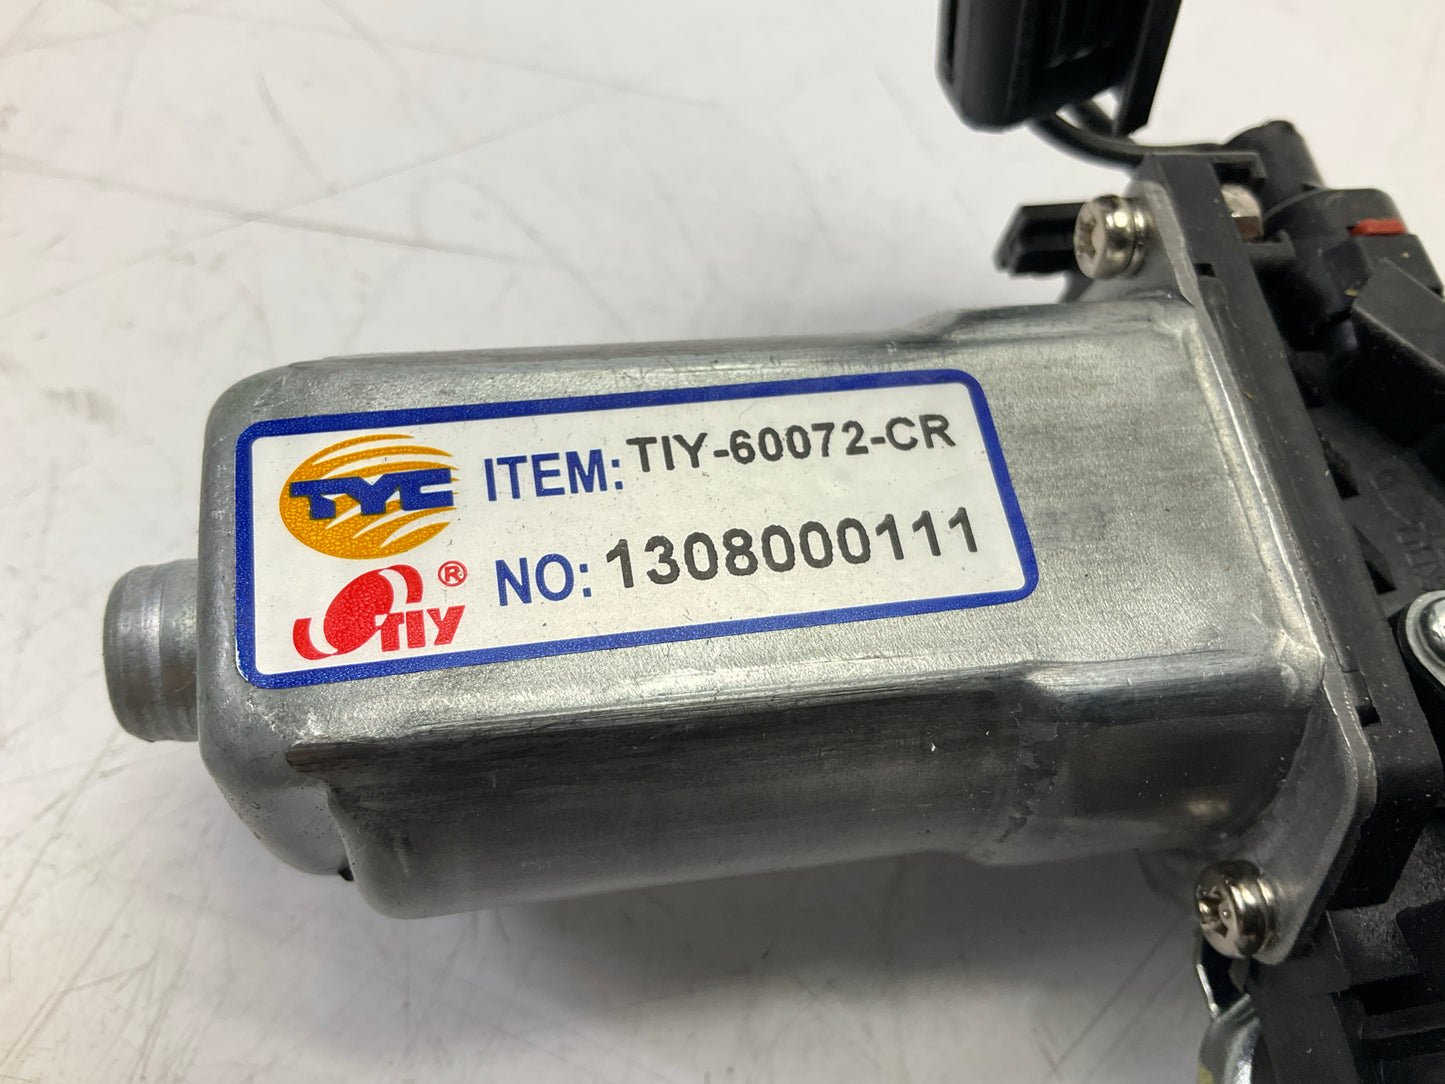 TYC
ITEM: TIY-60072-CR
TIY ®
NO: 1308000111